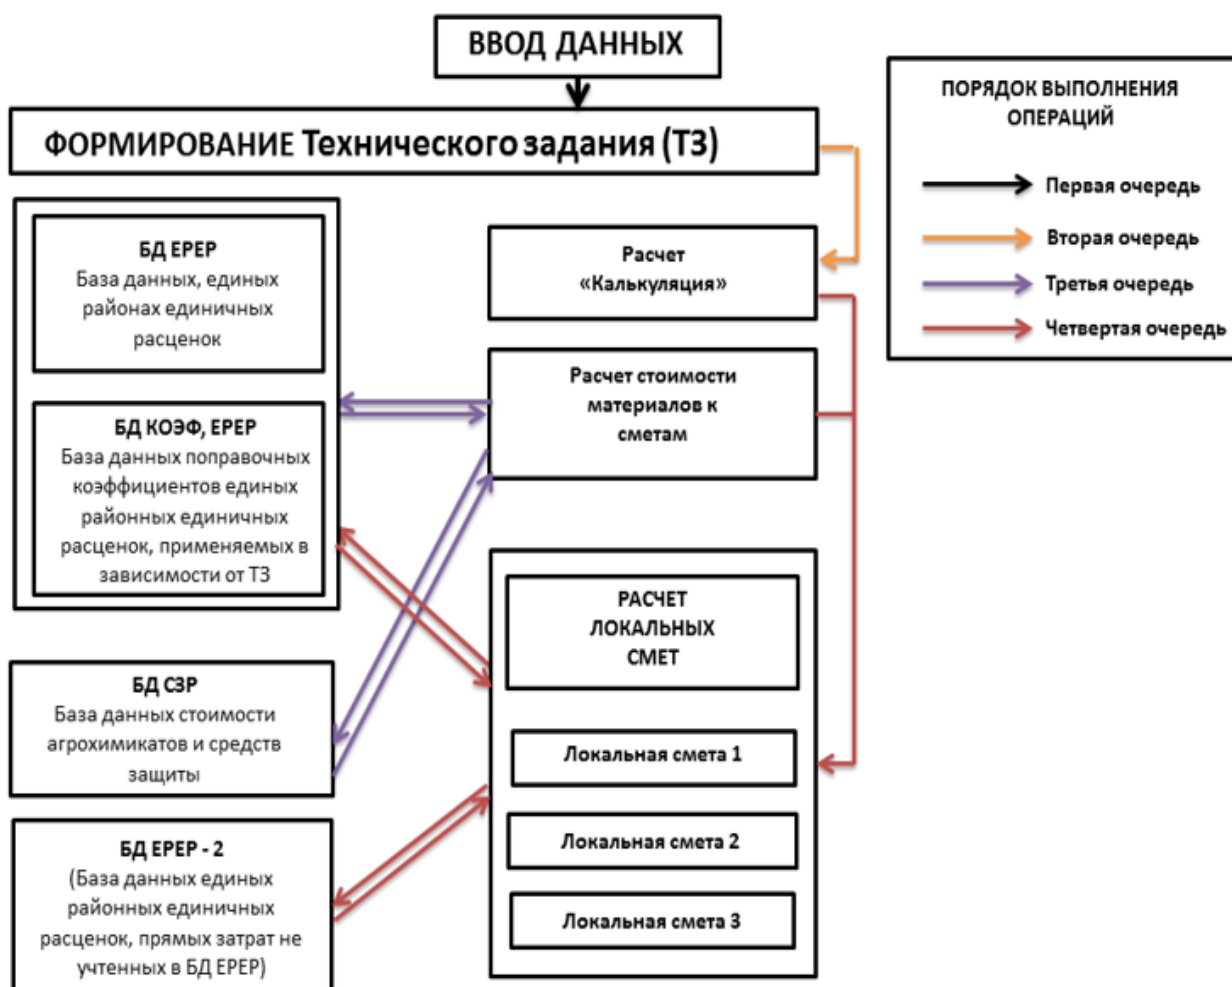 ВВОД ДАННЫХ
ФОРМИРОВАНИЕ Технического задания (ТЗ)
ПОРЯДОК ВЫПОЛНЕНИЯ
ОПЕРАЦИЙ
Первая очередь
Вторая очередь
Третья очередь
Четвертая очередь
БД ЕРЕР
База данных, единых
районах единичных
расценок
БД КОЭФ, ЕРЕР
База данных поправочных
коэффициентов единых
районных единичных
расценок, применяемых в
зависимости от ТЗ
БД СЗР
База данных стоимости
агрохимикатов и средств
защиты
БД ЕРЕР - 2
(База данных единых
районных единичных
расценок, прямых затрат не
учтенных в БД ЕРЕР)
Расчет
«Калькуляция»
Расчет стоимости
материалов к
сметам
РАСЧЕТ
ЛОКАЛЬНЫХ
СМЕТ
Локальная смета 1
Локальная смета 2
Локальная смета 3